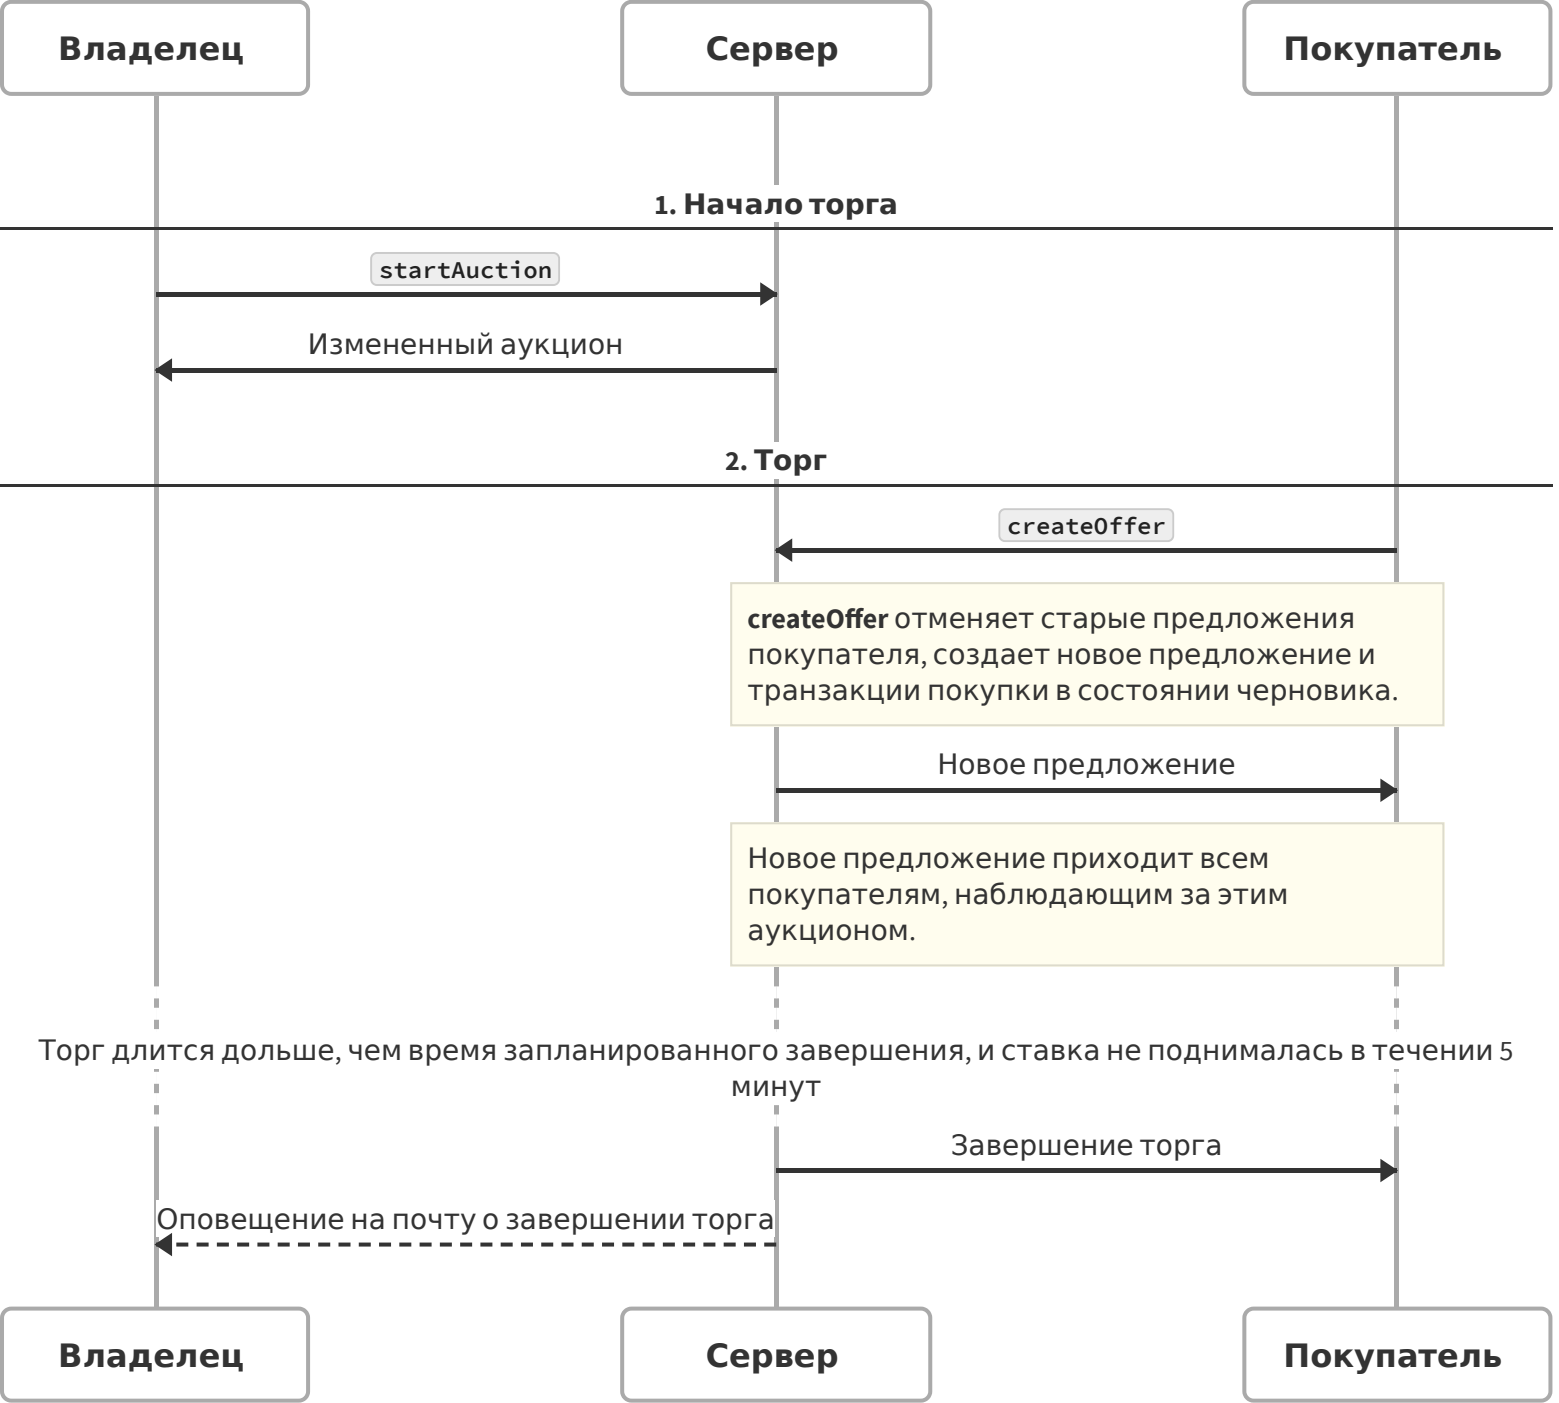 Владелец
Сервер
Покупатель
1. Начало торга
startAuction
Измененный аукцион
2. Торг
createOffer
createOffer отменяет старые предложения
покупателя, создает новое предложение и
транзакции покупки в состоянии черновика.
Новое предложение
Новое предложение приходит всем
покупателям, наблюдающим за этим
аукционом.
Торг длится дольше, чем время запланированного завершения, и ставка не поднималась в течении 5
минут
Завершение торга
Оповещение на почту о завершении торга
Владелец
Сервер
Покупатель